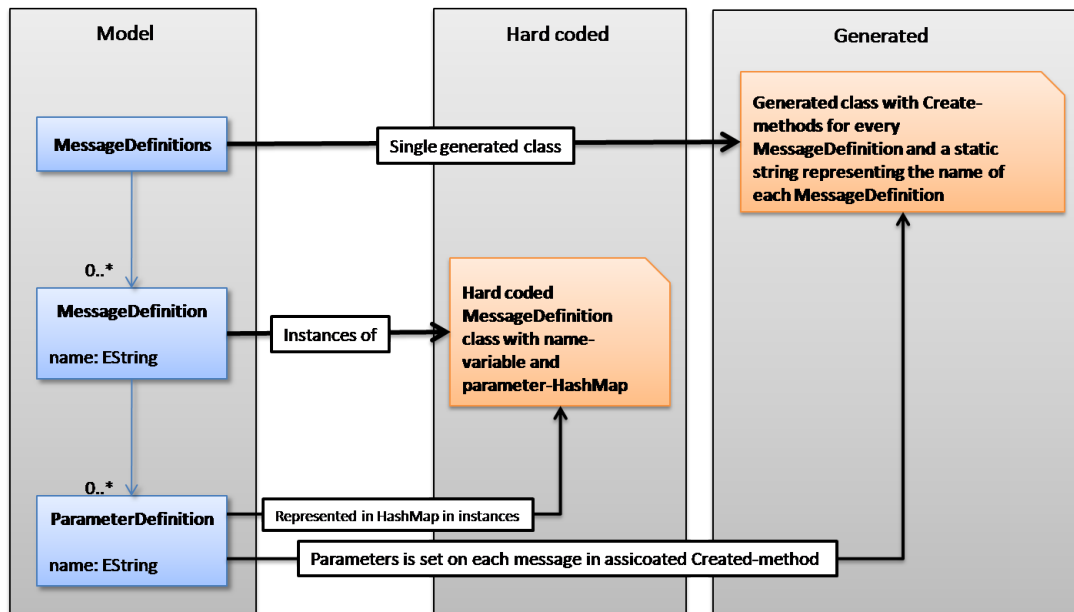 Model
Hard coded
Generated
MessageDefinitions
Single generated class
Generated class with Create-
methods for every
MessageDefinition and a static
string representing the name of
each MessageDefinition
0..*
MessageDefinition
name: EString
Instances of
Hard coded
MessageDefinition
class with name-
variable and
parameter-HashMap
0..*
ParameterDefinition
name: EString
Represented in HashMap in instances
Parameters is set on each message in assicoated Created-method